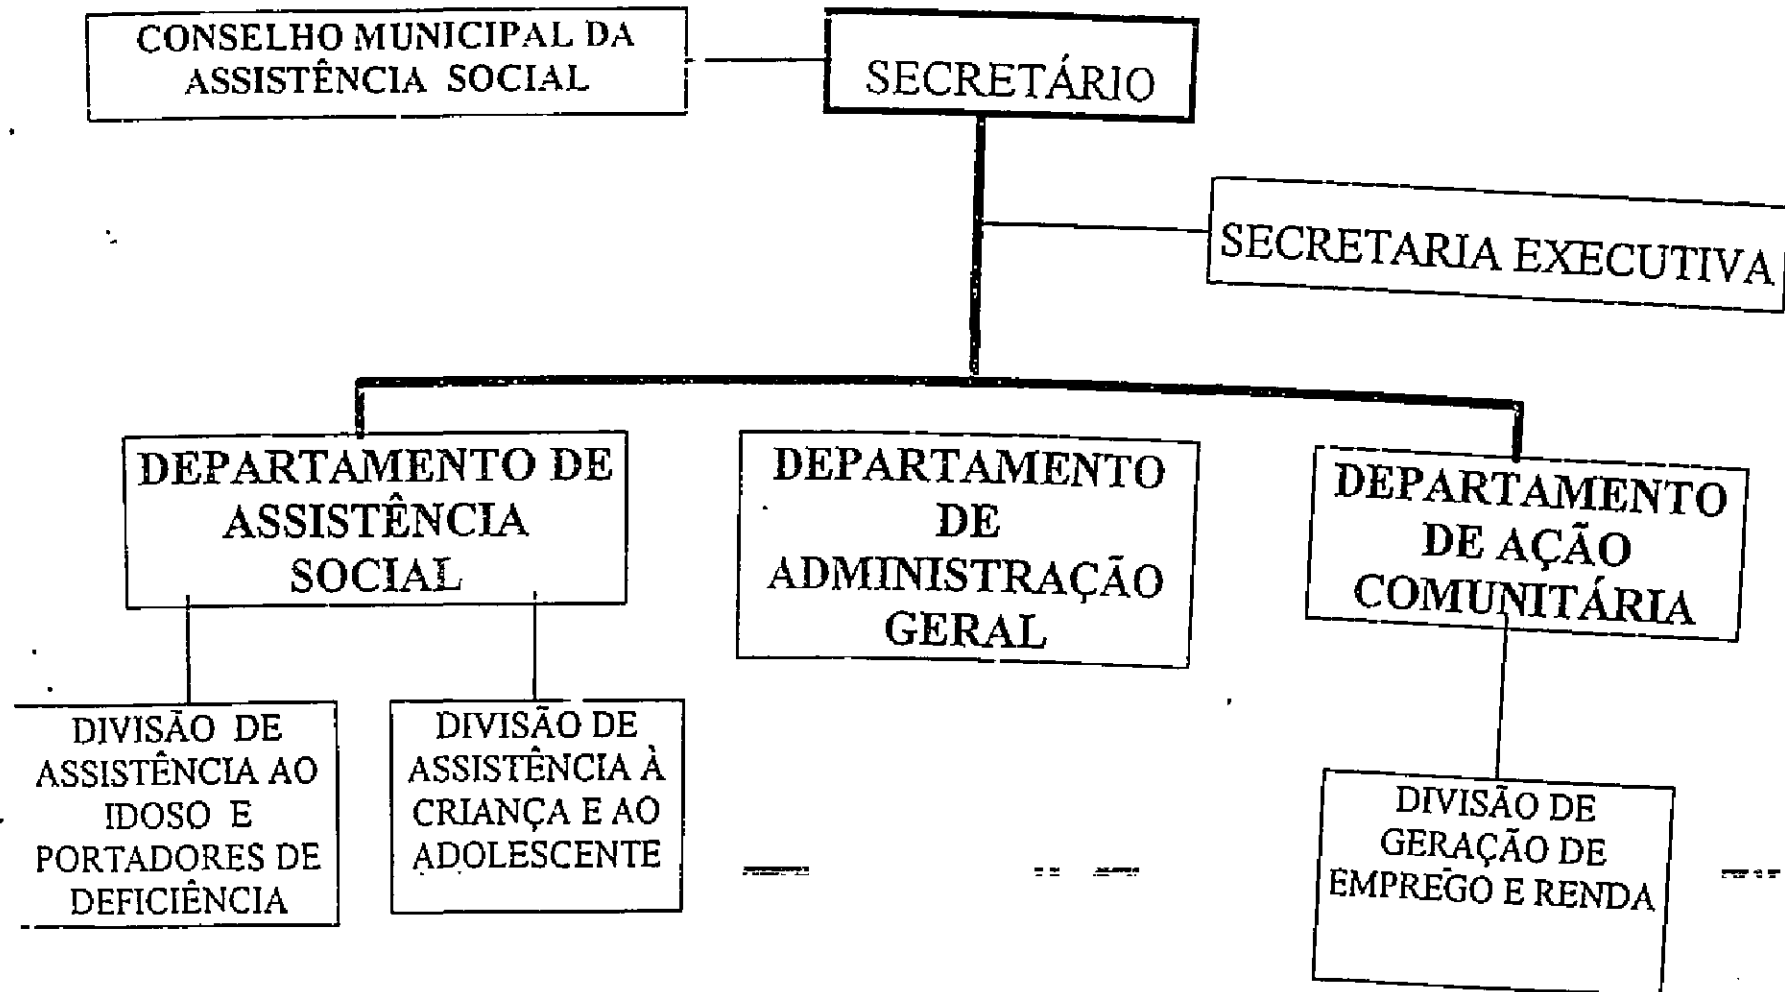 CONSELHO MUNICIPAL DA
ASSISTÊNCIA SOCIAL
SECRETÁRIO
SECRETARIA EXECUTIVA
DEPARTAMENTO DE
ASSISTÊNCIA
SOCIAL
DEPARTAMENTO
DE
ADMINISTRAÇÃO
GERAL
DEPARTAMENTO
DE AÇÃO
COMUNITÁRIA
DIVISÃO DE
ASSISTÊNCIA AO
IDOSO E
PORTADORES DE
DEFICIÊNCIA
DIVISÃO DE
ASSISTÊNCIA À
CRIANÇA E AO
ADOLESCENTE
DIVISÃO DE
GERAÇÃO DE
EMPREGO E RENDA